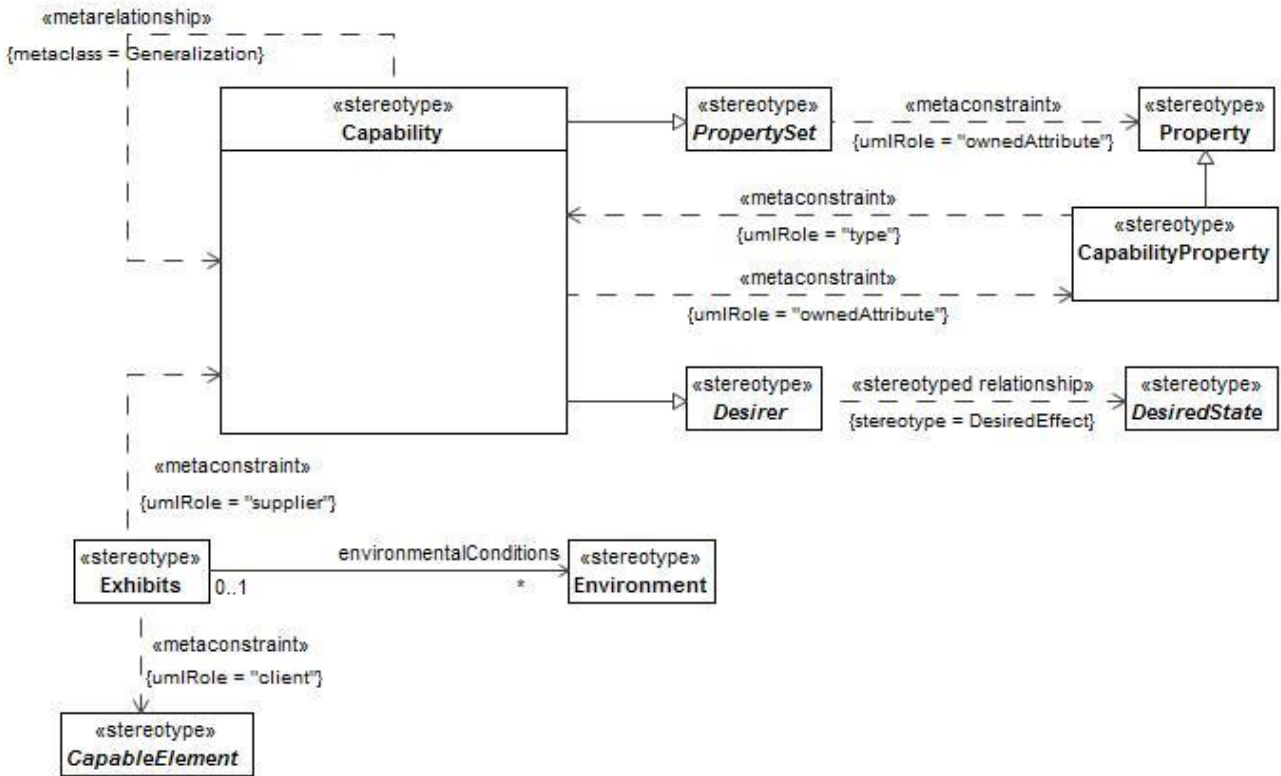 «metarelationship»
{metaclass = Generalization}
«stereotype»
Capability
«stereotype»
PropertySet
«metaconstraint»
{umlRole = "ownedAttribute"}
«stereotype»
Property
«metaconstraint»
{umlRole = "type"}
«stereotype»
CapabilityProperty
«metaconstraint»
{umlRole = "ownedAttribute"}
«stereotype»
Desirer
«stereotyped relationship»
{stereotype = DesiredEffect}
«stereotype»
DesiredState
«metaconstraint»
{umlRole = "supplier"}
«stereotype»
Exhibits
0..1
environmentalConditions
*
«stereotype»
Environment
«metaconstraint»
{umlRole = "client"}
«stereotype»
CapableElement